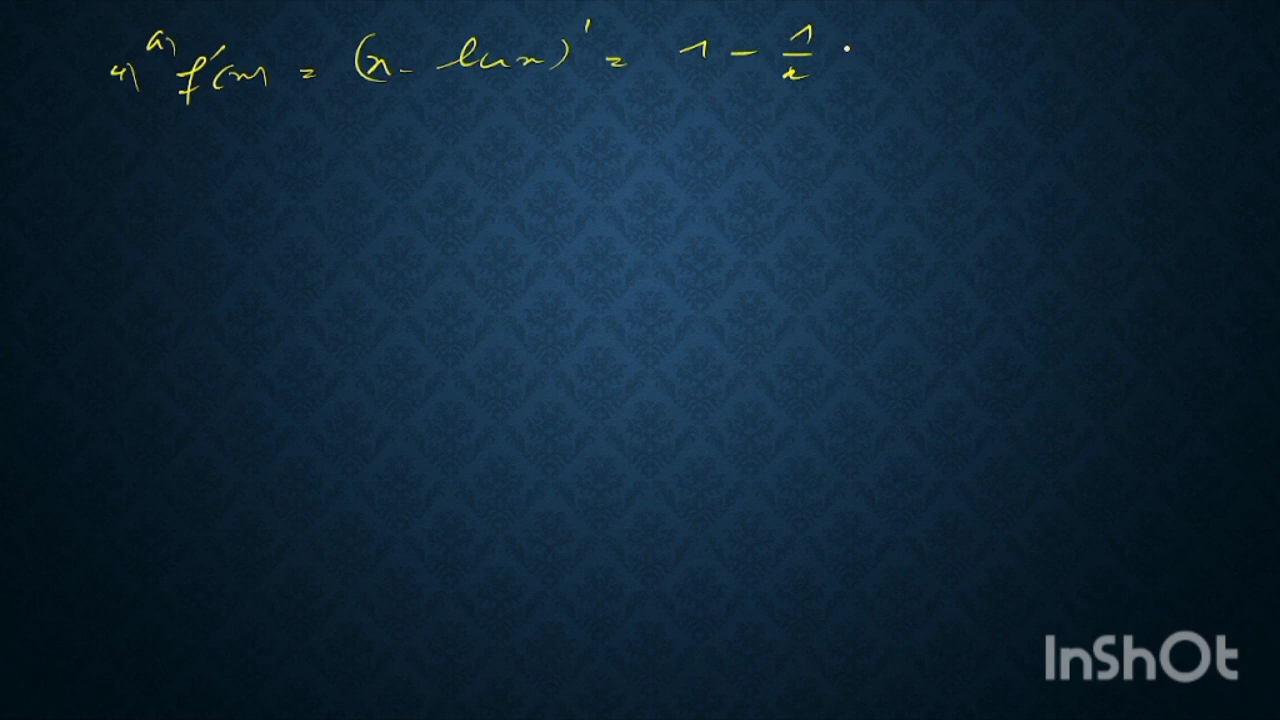 4) a) f'(x) = (x - ln x)' = 1 - 1/x
InShOt